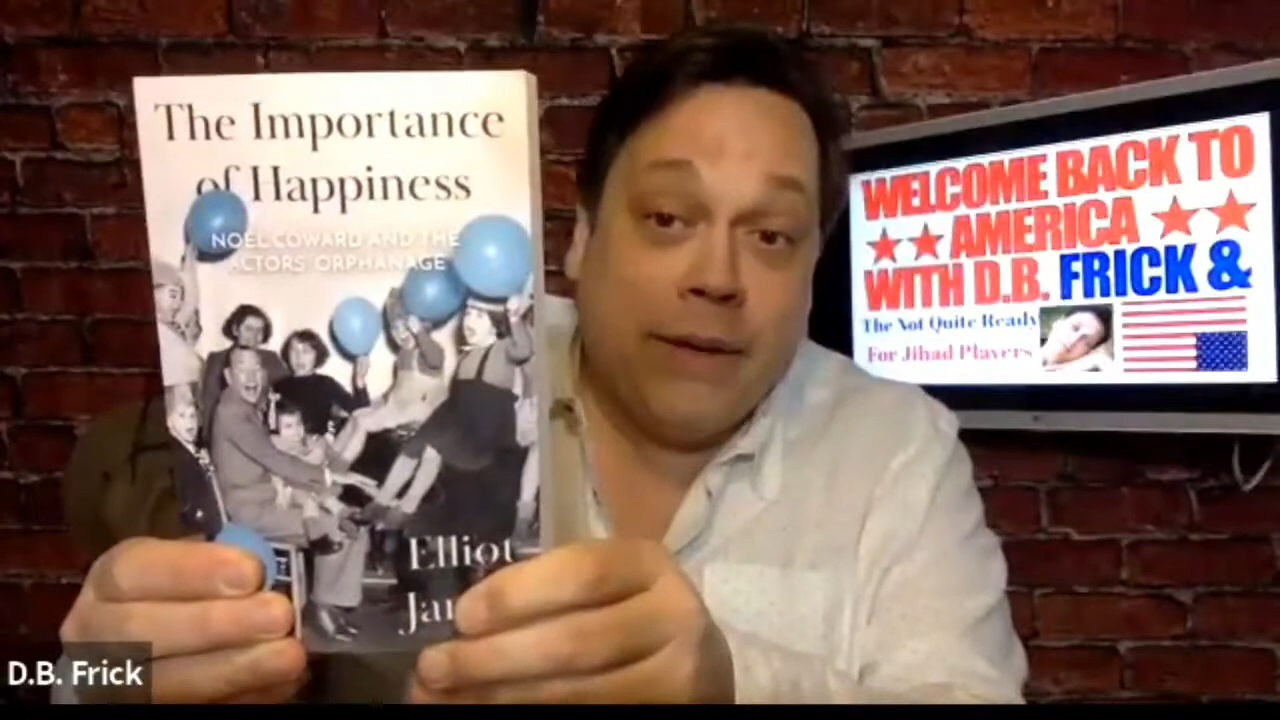 The Importance
of Happiness
NOËL COWARD AND THE
ACTORS' ORPHANAGE
Elliot
WELCOME BACK TO
AMERICA
WITH D.B. FRICK &
The Not Quite Ready
For Jihad Players
D.B. Frick